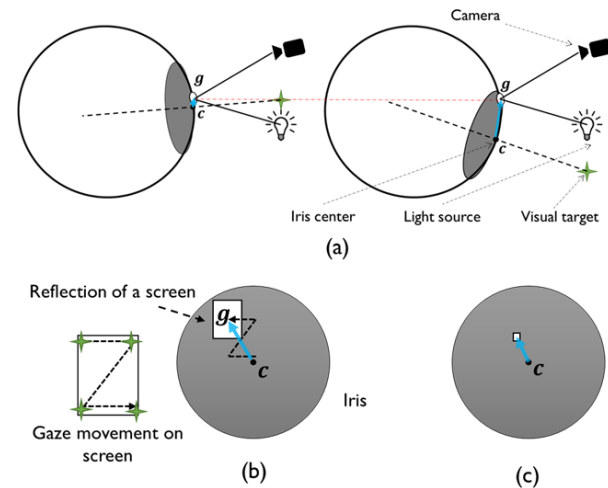 Camera
g
g
c
c
Iris center
Light source
Visual target
(a)
Reflection of a screen
g
c
c
Iris
Gaze movement on
screen
(b)
(c)